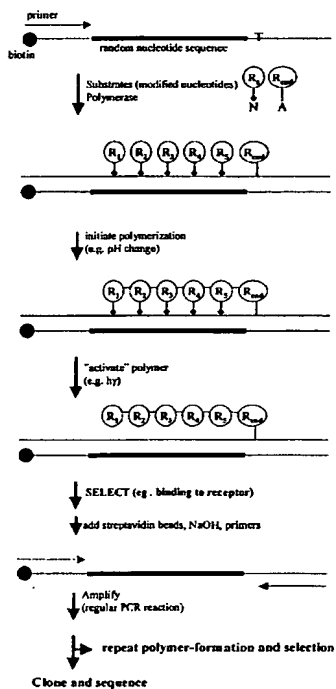 primer
T
biotin
random nucleotide sequence
Substrates (modified nucleotides)
Polymerase
Rx Rend
N A
R1 R2 R3 R4 R5 Rend
initiate polymerization
(e.g. pH change)
R1 R2 R3 R4 R5 Rend
"activate" polymer
(e.g. hγ)
R1 R2 R3 R4 R5 Rend
SELECT (eg. binding to receptor)
add streptavidin beads, NaOH, primers
Amplify
(regular PCR reaction)
repeat polymer-formation and selection
Clone and sequence